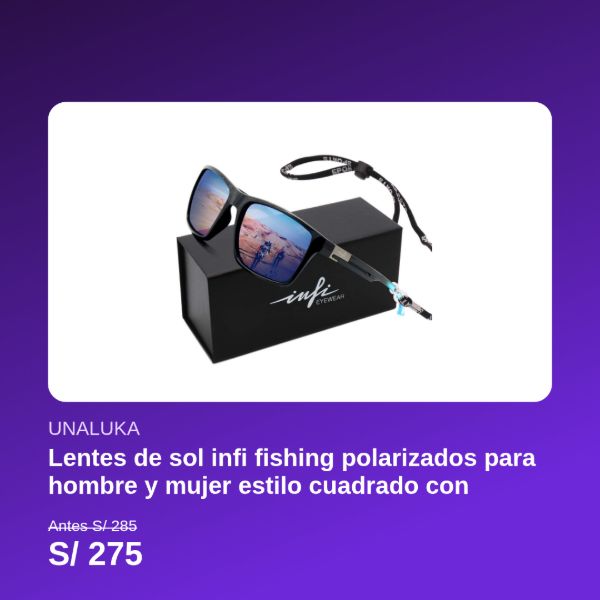 infi
EYEWEAR
UNALUKA
Lentes de sol infi fishing polarizados para
hombre y mujer estilo cuadrado con
Antes S/ 285
S/ 275